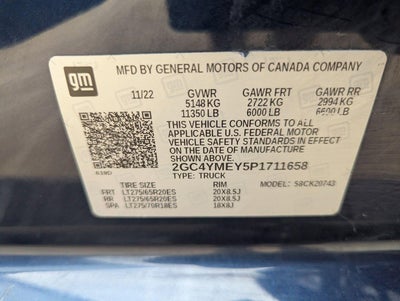 gm
MFD BY GENERAL MOTORS OF CANADA COMPANY
11/22 GVWR GAWR FRT GAWR RR
5148 KG 2722 KG 2994 KG
11350 LB 6000 LB 6600 LB
THIS VEHICLE CONFORMS TO ALL
APPLICABLE U.S. FEDERAL MOTOR
VEHICLE SAFETY STANDARDS IN EFFECT
ON THE DATE OF MANUFACTURE
SHOWN ABOVE.
2GC4YMEY5P1711658
TYPE: TRUCK
TIRE SIZE RIM MODEL: 58CK20743
FRT LT275/65R20ES 20X8.5J
RR LT275/65R20ES 20X8.5J
SPA LT275/70R18ES 18X8J